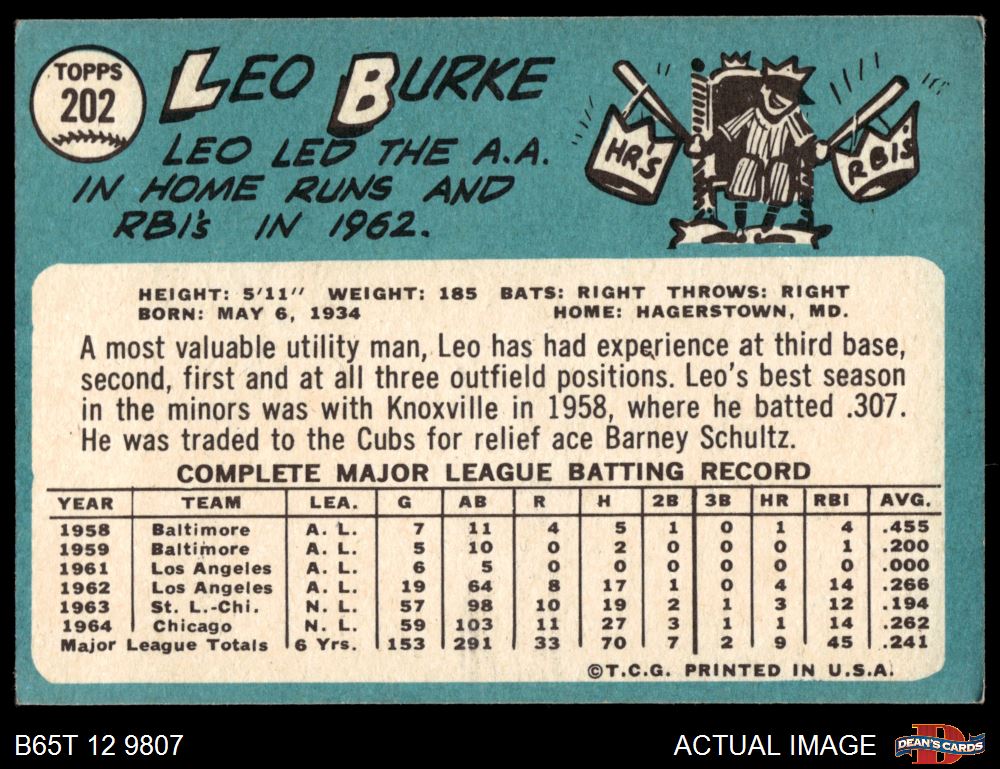 TOPPS
202
LEO BURKE
LEO LED THE A.A.
IN HOME RUNS AND
RBI's IN 1962.
HR'S
RBI'S
HEIGHT: 5'11" WEIGHT: 185 BATS: RIGHT THROWS: RIGHT
BORN: MAY 6, 1934 HOME: HAGERSTOWN, MD.
A most valuable utility man, Leo has had experience at third base,
second, first and at all three outfield positions. Leo's best season
in the minors was with Knoxville in 1958, where he batted .307.
He was traded to the Cubs for relief ace Barney Schultz.
COMPLETE MAJOR LEAGUE BATTING RECORD
YEAR TEAM LEA. G AB R H 2B 3B HR RBI AVG.
1958 Baltimore A. L. 7 11 4 5 1 0 1 4 .455
1959 Baltimore A. L. 5 10 0 2 0 0 0 1 .200
1961 Los Angeles A. L. 6 5 0 0 0 0 0 0 .000
1962 Los Angeles A. L. 19 64 8 17 1 0 4 14 .266
1963 St. L.-Chi. N. L. 57 98 10 19 2 1 3 12 .194
1964 Chicago N. L. 59 103 11 27 3 1 1 14 .262
Major League Totals 6 Yrs. 153 291 33 70 7 2 9 45 .241
©T.C.G. PRINTED IN U.S.A.
B65T 12 9807 ACTUAL IMAGE
D
DEAN'S CARDS